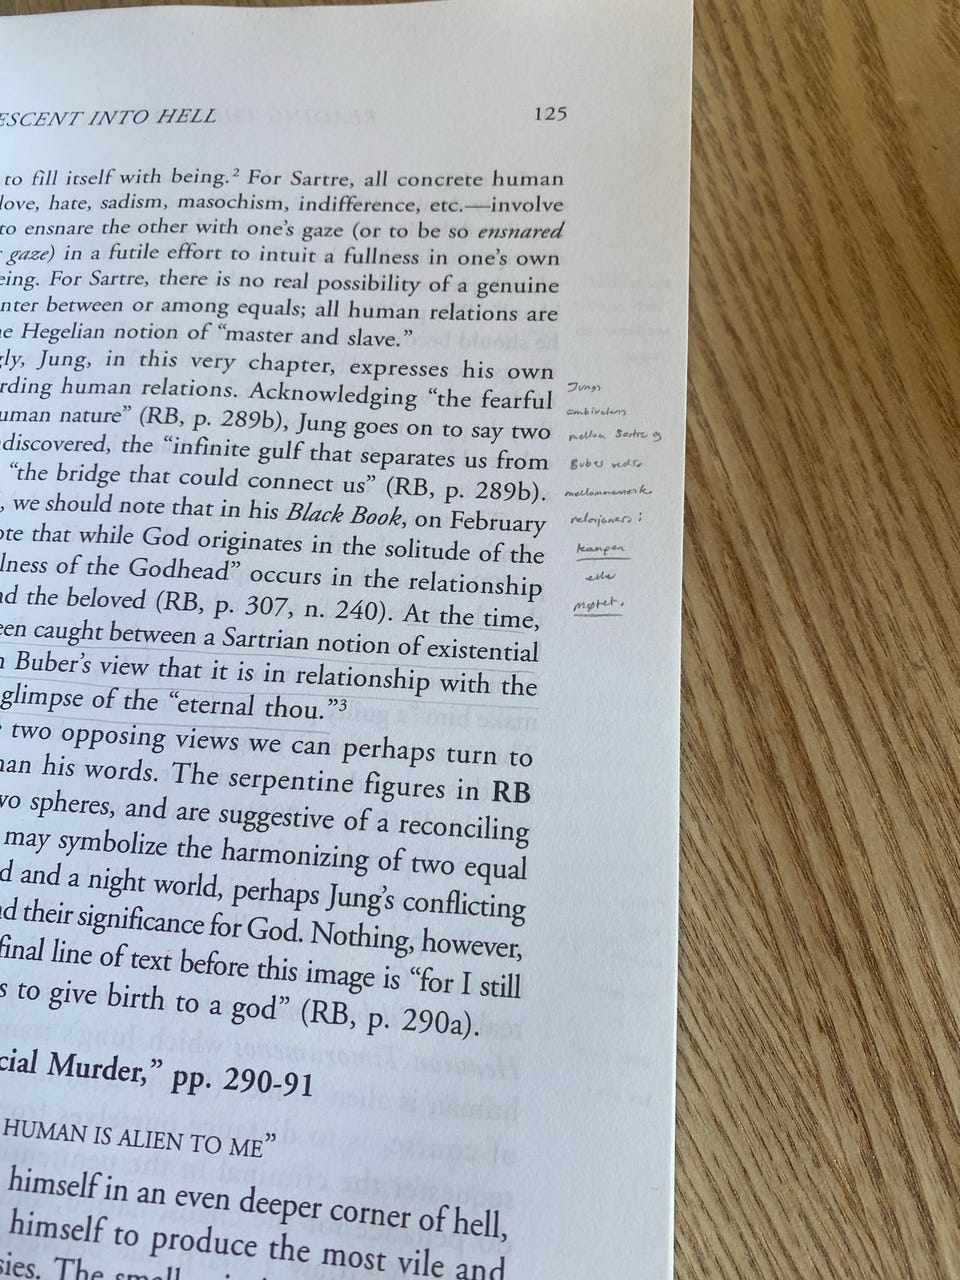 ESCENT INTO HELL 125
to fill itself with being.² For Sartre, all concrete human
love, hate, sadism, masochism, indifference, etc.—involve
to ensnare the other with one's gaze (or to be so ensnared
gaze) in a futile effort to intuit a fullness in one's own
eing. For Sartre, there is no real possibility of a genuine
nter between or among equals; all human relations are
e Hegelian notion of “master and slave.”
gly, Jung, in this very chapter, expresses his own
rding human relations. Acknowledging “the fearful
uman nature” (RB, p. 289b), Jung goes on to say two
discovered, the “infinite gulf that separates us from
“the bridge that could connect us” (RB, p. 289b).
, we should note that in his Black Book, on February
ote that while God originates in the solitude of the
lness of the Godhead” occurs in the relationship
nd the beloved (RB, p. 307, n. 240). At the time,
een caught between a Sartrian notion of existential
n Buber's view that it is in relationship with the
glimpse of the “eternal thou.”³
two opposing views we can perhaps turn to
han his words. The serpentine figures in RB
wo spheres, and are suggestive of a reconciling
may symbolize the harmonizing of two equal
d and a night world, perhaps Jung's conflicting
nd their significance for God. Nothing, however,
final line of text before this image is “for I still
s to give birth to a god” (RB, p. 290a).
cial Murder,” pp. 290-91
HUMAN IS ALIEN TO ME”
himself in an even deeper corner of hell,
himself to produce the most vile and
sies. The
Jungs
ambivalens
mellom Sartre og
Buber
relasjoner:
kampen
eller
møtet.